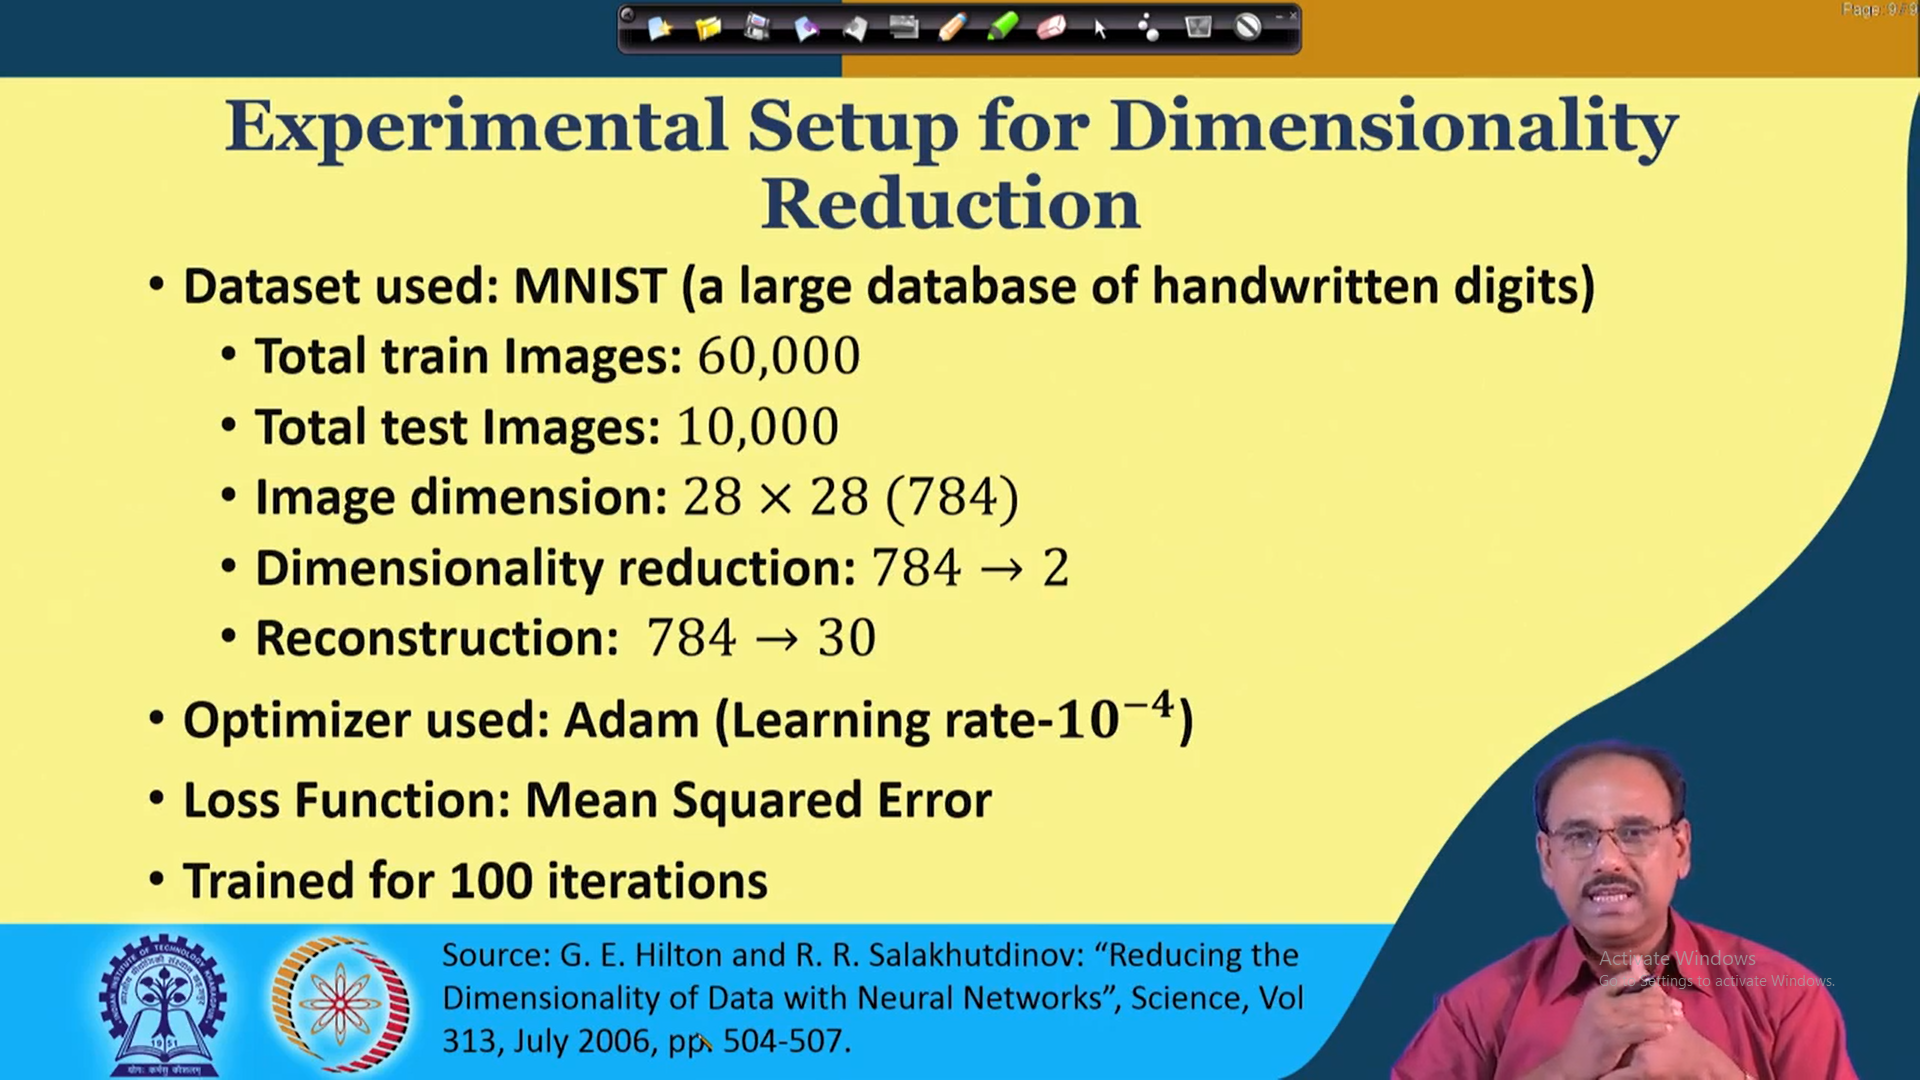 Page: 9/9
Experimental Setup for Dimensionality
Reduction
• Dataset used: MNIST (a large database of handwritten digits)
• Total train Images: 60,000
• Total test Images: 10,000
• Image dimension: 28 × 28 (784)
• Dimensionality reduction: 784 → 2
• Reconstruction: 784 → 30
• Optimizer used: Adam (Learning rate-10⁻⁴)
• Loss Function: Mean Squared Error
• Trained for 100 iterations
Source: G. E. Hilton and R. R. Salakhutdinov: “Reducing the
Dimensionality of Data with Neural Networks”, Science, Vol
313, July 2006, pp. 504-507.
1951
Activate Windows
Go to Settings to activate Windows.